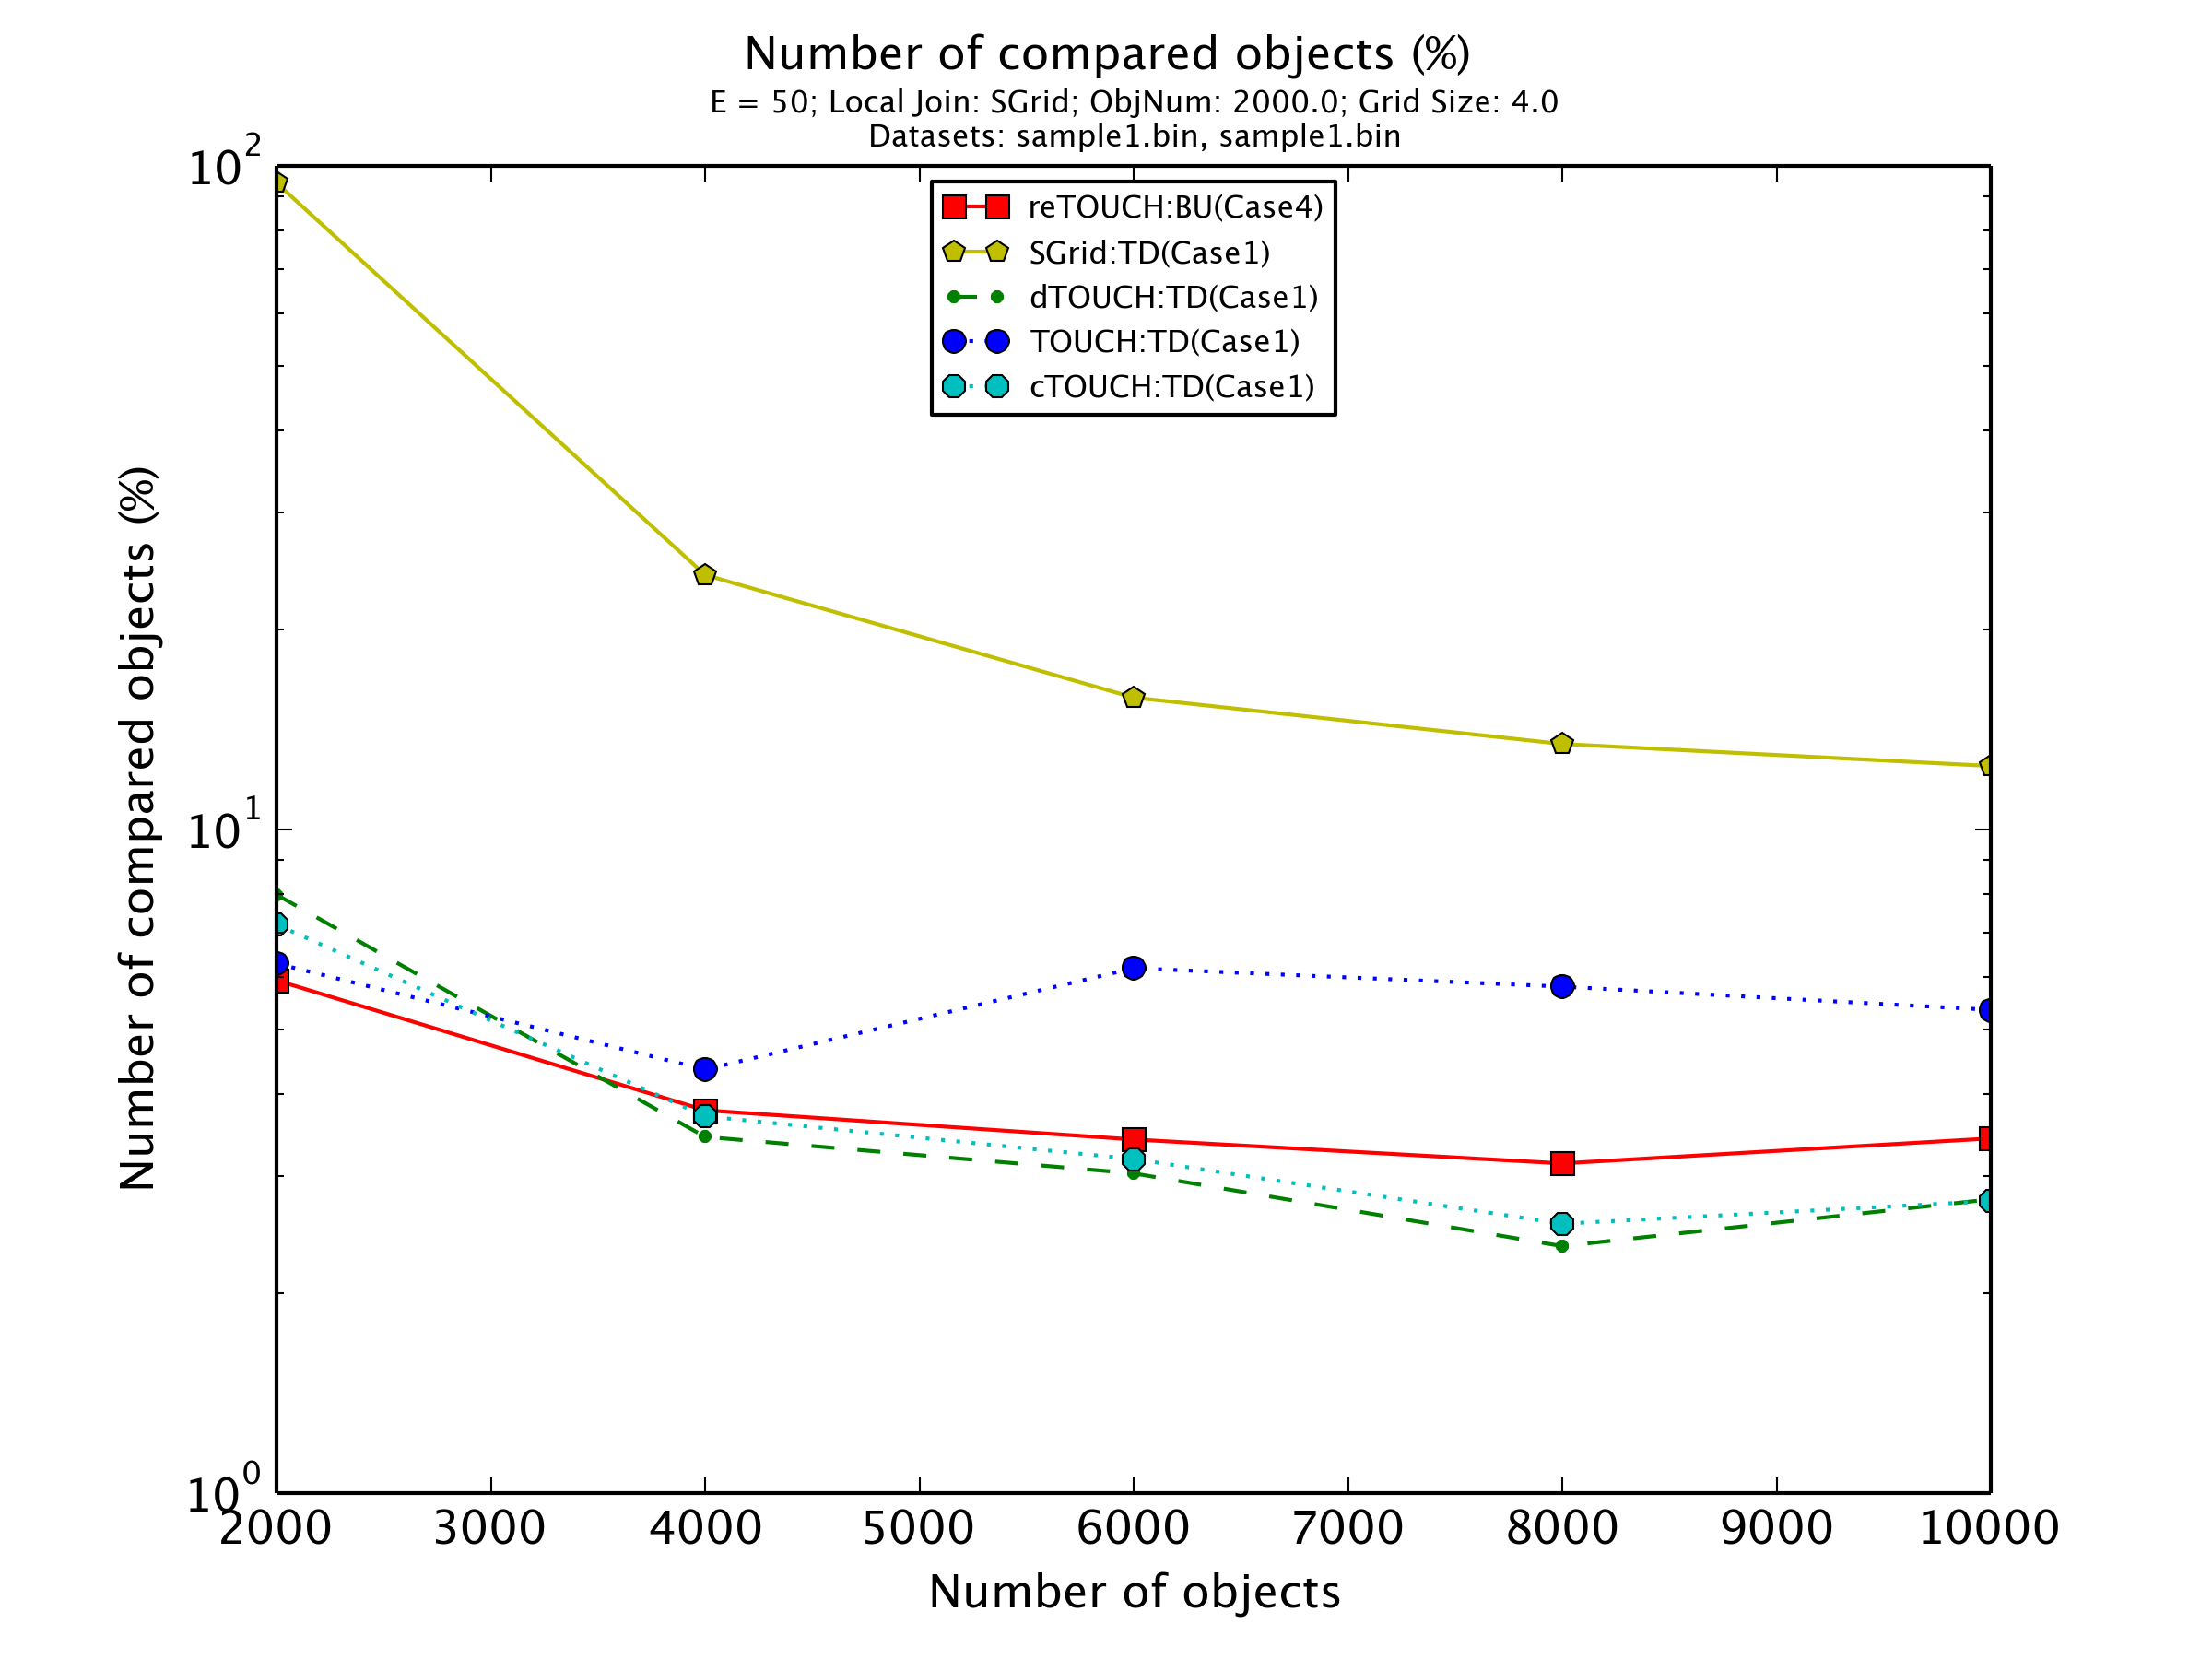 Number of compared objects (%)
E = 50; Local Join: SGrid; ObjNum: 2000.0; Grid Size: 4.0
Datasets: sample1.bin, sample1.bin
10^2
10^1
10^0
Number of compared objects (%)
reTOUCH:BU(Case4)
SGrid:TD(Case1)
dTOUCH:TD(Case1)
TOUCH:TD(Case1)
cTOUCH:TD(Case1)
2000 3000 4000 5000 6000 7000 8000 9000 10000
Number of objects